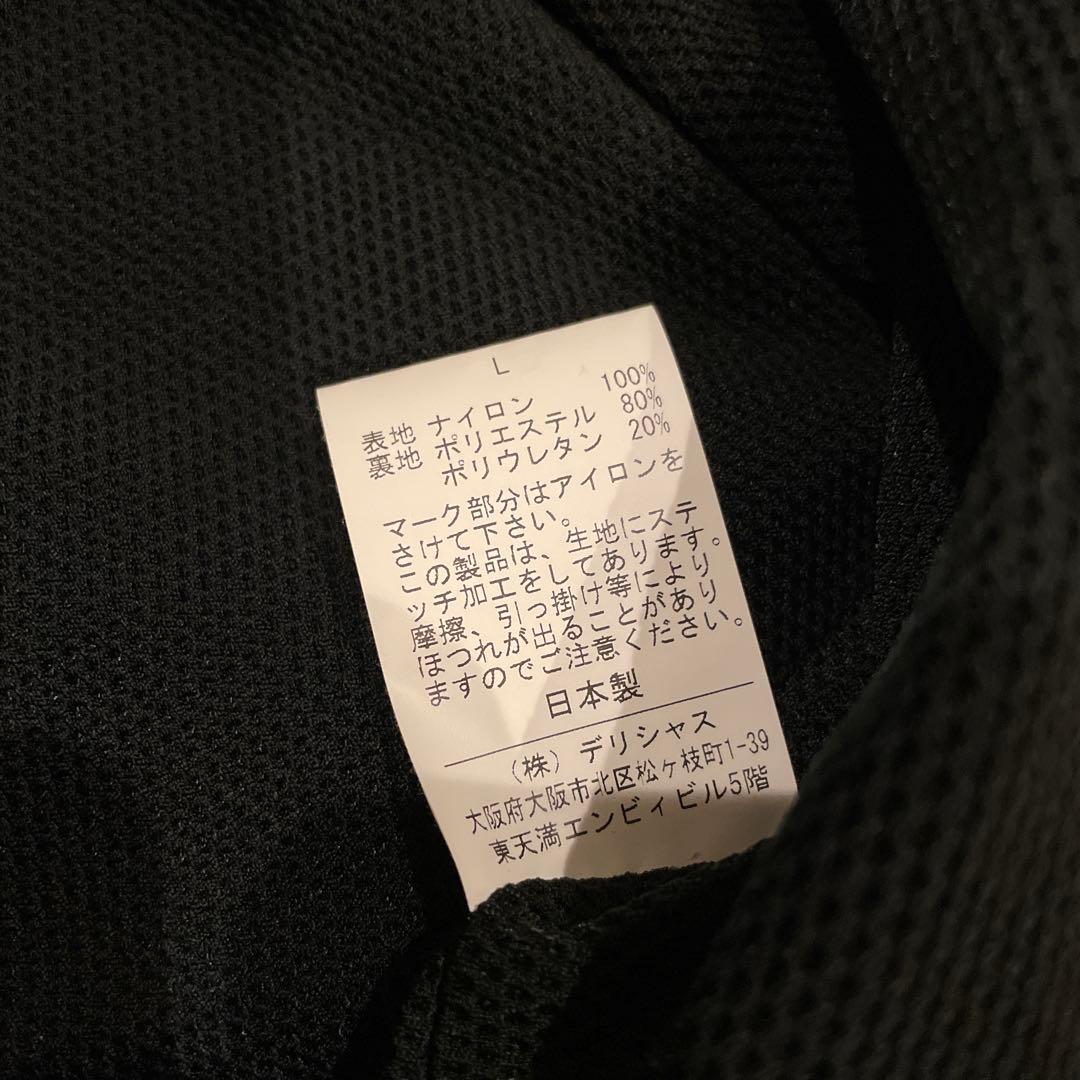 L
表地 ナイロン 100%
裏地 ポリエステル 80%
ポリウレタン 20%
マーク部分はアイロンを
さけて下さい。
この製品は、生地にステ
ッチ加工をしてあります。
摩擦、引っ掛け等により
ほつれが出ることがあり
ますのでご注意ください。
日本製
(株) デリシャス
大阪府大阪市北区松ヶ枝町1-39
東天満エンビィビル5階